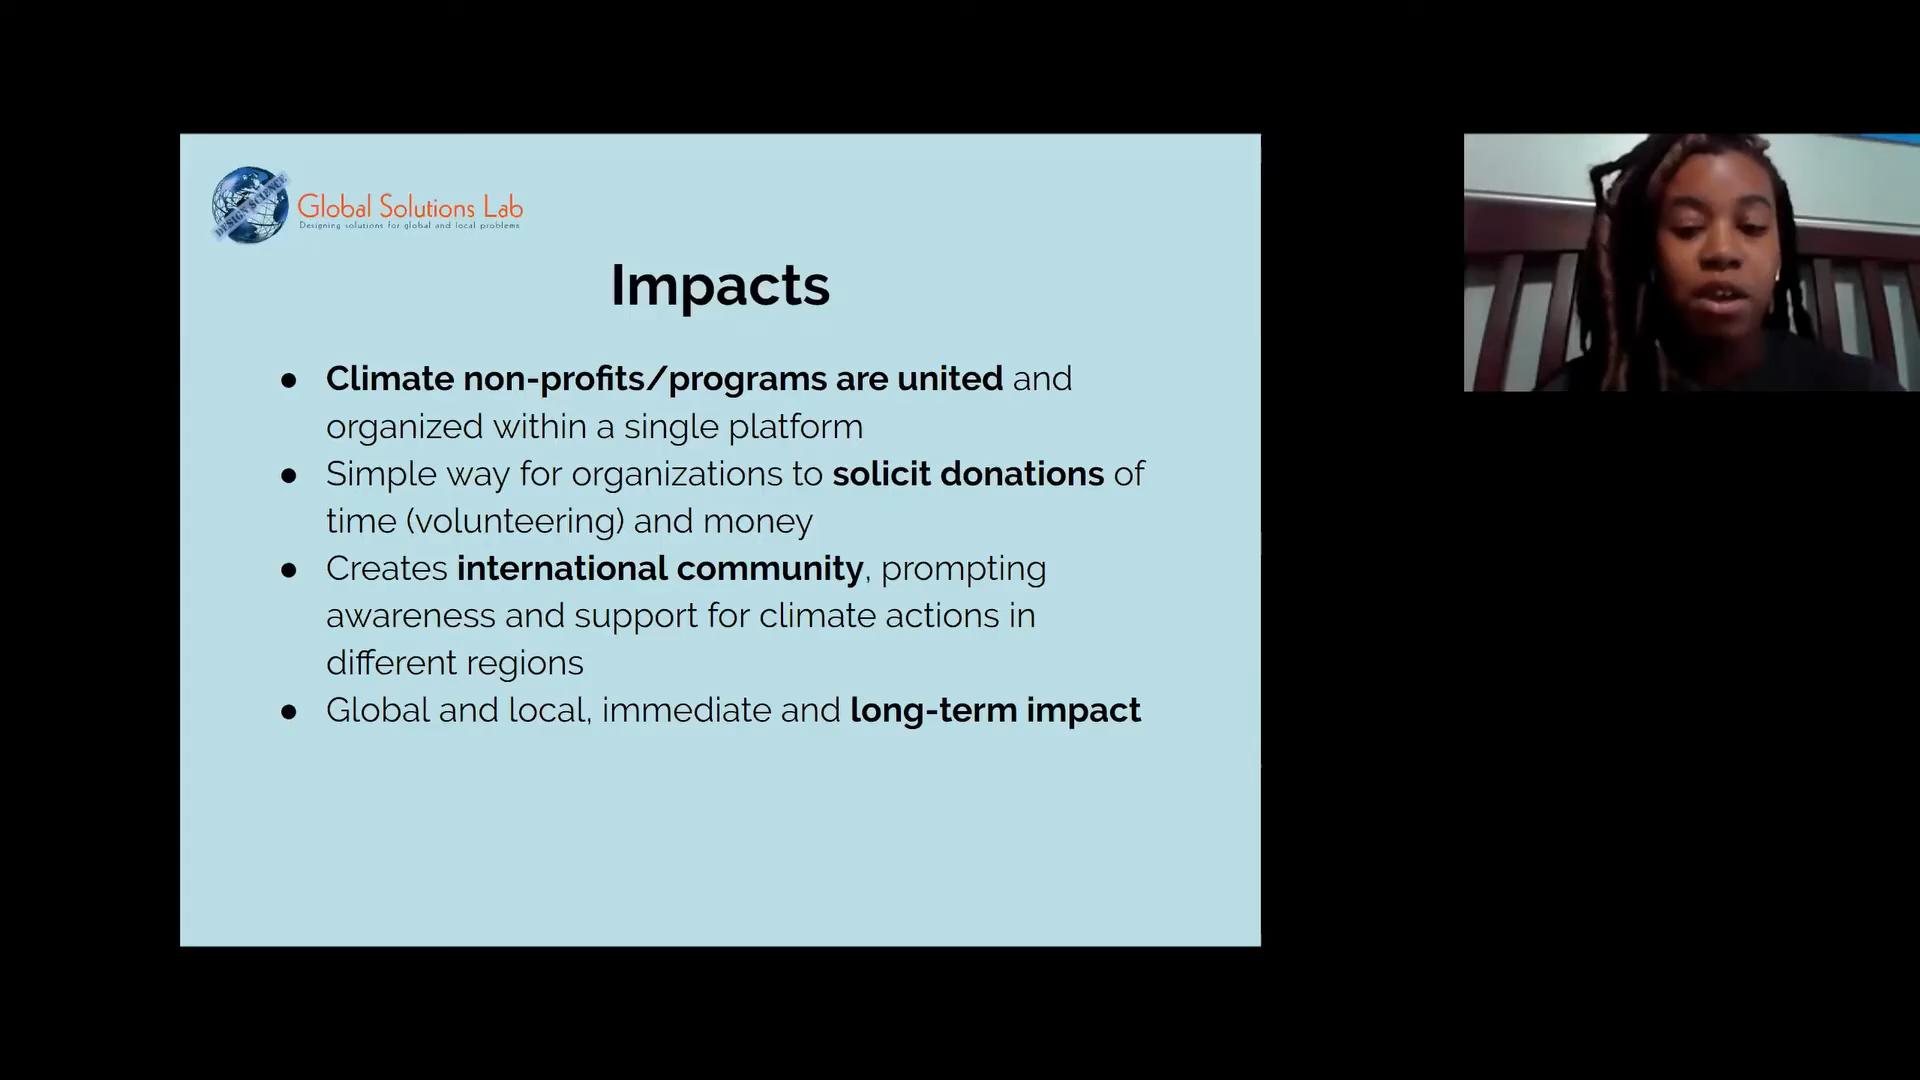 DESIGN SCIENCE
Global Solutions Lab
Designing solutions for global and local problems
Impacts
● Climate non-profits/programs are united and
organized within a single platform
● Simple way for organizations to solicit donations of
time (volunteering) and money
● Creates international community, prompting
awareness and support for climate actions in
different regions
● Global and local, immediate and long-term impact